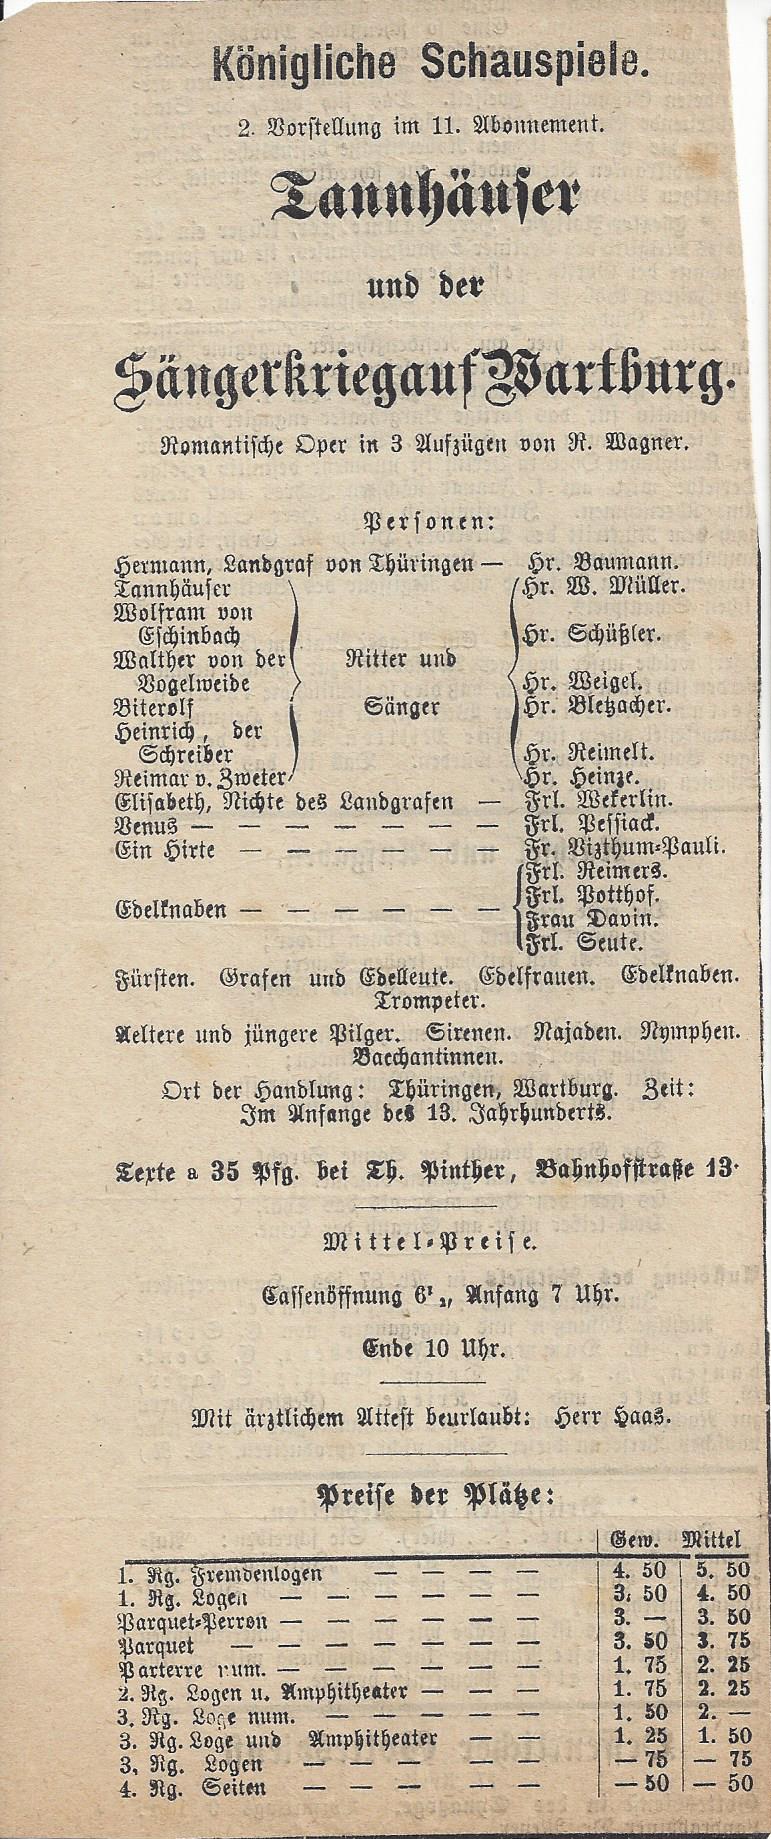 Königliche Schauspiele.
2. Vorstellung im 11. Abonnement.
Tannhäuser
und der
Sängerkrieg auf Wartburg.
Romantische Oper in 3 Aufzügen von R. Wagner.
Personen:
Hermann, Landgraf von Thüringen — Hr. Baumann.
Tannhäuser Hr. W. Müller.
Wolfram von
Eschinbach Hr. Schüßler.
Walther von der Ritter und
Vogelweide Hr. Weigel.
Biterolf Sänger Hr. Bletzacher.
Heinrich, der
Schreiber Hr. Reimelt.
Reimar v. Zweter Hr. Heinze.
Elisabeth, Nichte des Landgrafen — Frl. Wekerlin.
Venus — — — — — — — Frl. Pessiack.
Ein Hirte — — — — — — Fr. Vizthum-Pauli.
Frl. Reimers.
Frl. Potthof.
Edelknaben — — — — — — Frau Davin.
Frl. Seute.
Fürsten. Grafen und Edelleute. Edelfrauen. Edelknaben.
Trompeter.
Aeltere und jüngere Pilger. Sirenen. Najaden. Nymphen.
Bacchantinnen.
Ort der Handlung: Thüringen, Wartburg. Zeit:
Im Anfange des 13. Jahrhunderts.
Texte a 35 Pfg. bei Th. Pinther, Bahnhofstraße 13.
Mittel-Preise.
Cassenöffnung 6½, Anfang 7 Uhr.
Ende 10 Uhr.
Mit ärztlichem Attest beurlaubt: Herr Haas.
Preise der Plätze:
Gew. Mittel
1. Rg. Fremdenlogen — — — — 4. 50 5. 50
1. Rg. Logen — — — — — — 3. 50 4. 50
Parquet-Perron — — — — — — 3. — 3. 50
Parquet — — — — — — — 3. 50 3. 75
Parterre num. — — — — — — 1. 75 2. 25
2. Rg. Logen u. Amphitheater — — — 1. 75 2. 25
3. Rg. Loge num. — — — — — 1. 50 2. —
3. Rg. Loge und Amphitheater — — 1. 25 1. 50
3, Rg. Logen — — — — — — — 75 — 75
4. Rg. Seiten — — — — — — — 50 — 50